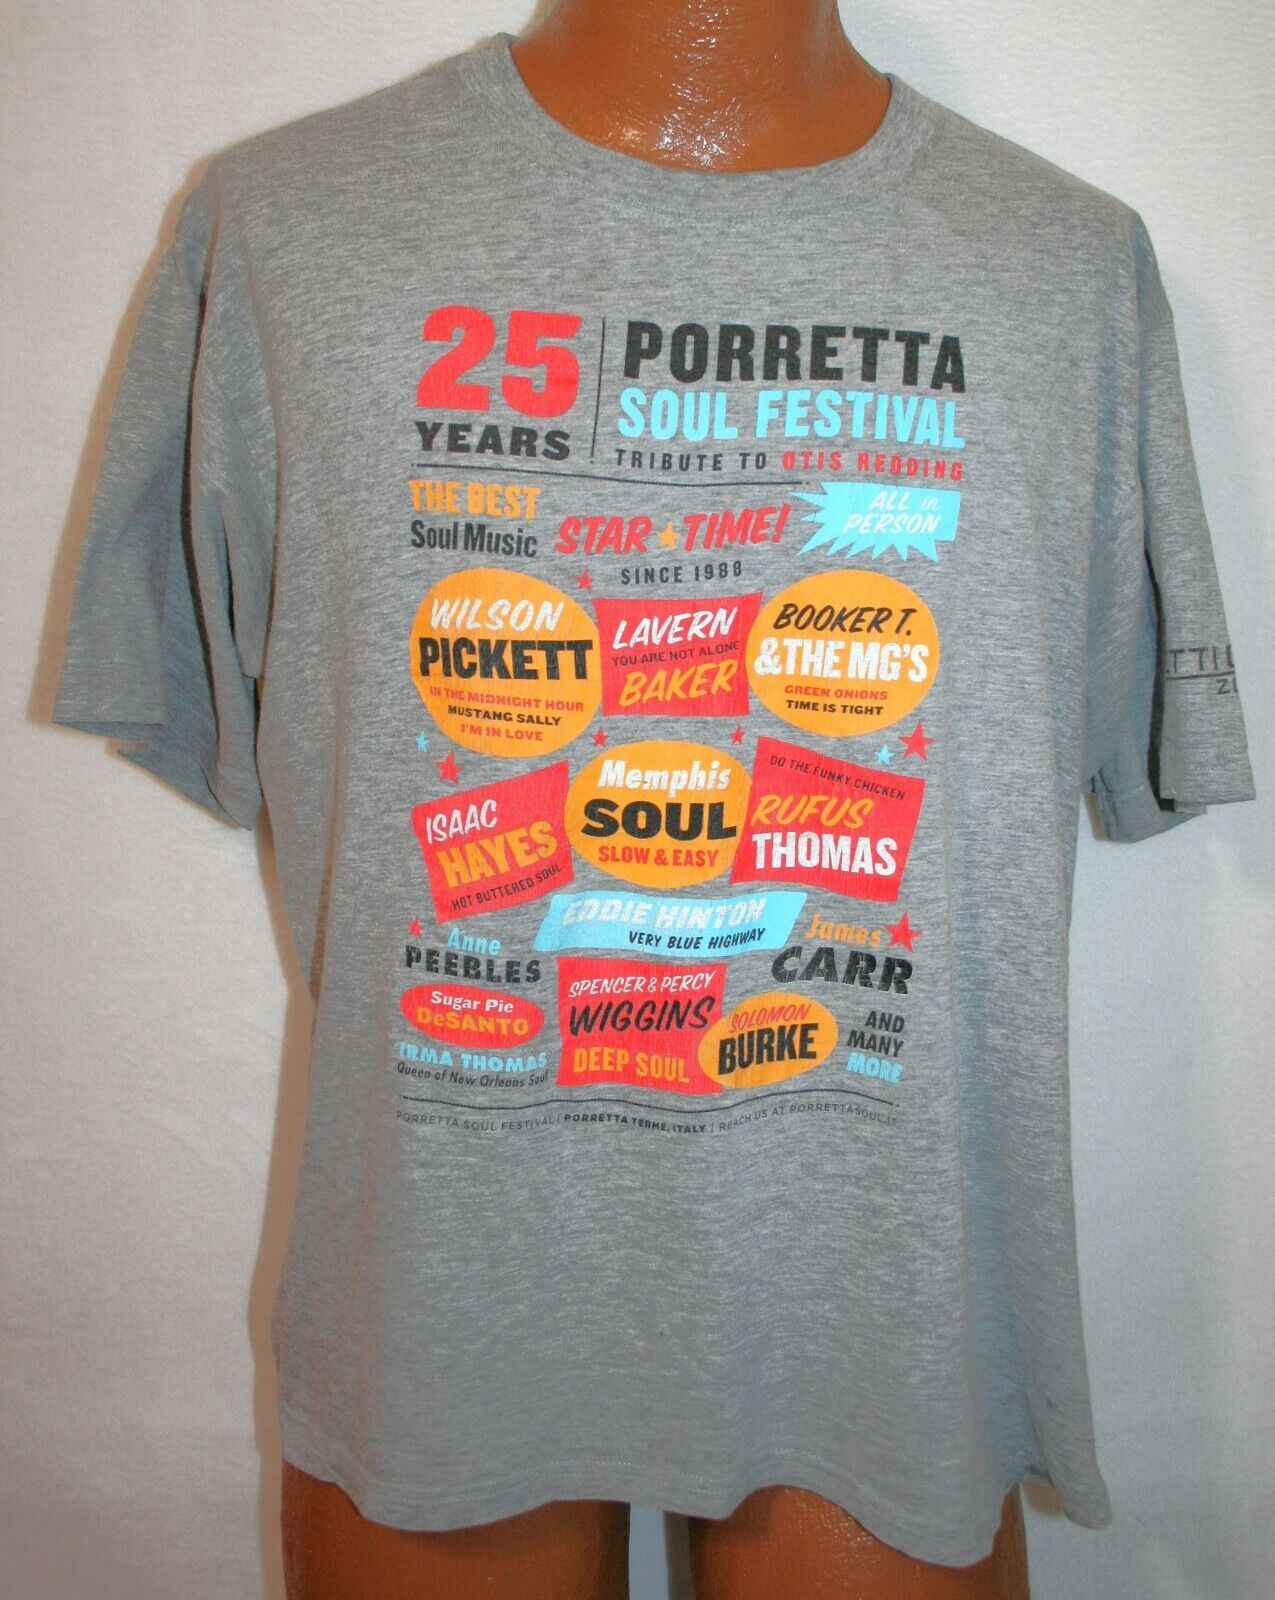 25
YEARS
PORRETTA
SOUL FESTIVAL
TRIBUTE TO OTIS REDDING
THE BEST
Soul Music
STAR TIME!
SINCE 1988
ALL in
PERSON
WILSON
PICKETT
IN THE MIDNIGHT HOUR
MUSTANG SALLY
I'M IN LOVE
LAVERN
YOU ARE NOT ALONE
BAKER
BOOKER T.
& THE MG'S
GREEN ONIONS
TIME IS TIGHT
ISAAC
HAYES
HOT BUTTERED SOUL
Memphis
SOUL
SLOW & EASY
DO THE FUNKY CHICKEN
RUFUS
THOMAS
EDDIE HINTON
VERY BLUE HIGHWAY
Anne
PEEBLES
James
CARR
Sugar Pie
DeSANTO
IRMA THOMAS
Queen of New Orleans Soul
SPENCER & PERCY
WIGGINS
DEEP SOUL
SOLOMON
BURKE
AND
MANY
MORE
PORRETTA SOUL FESTIVAL | PORRETTA TERME, ITALY | REACH US AT PORRETTASOUL.IT